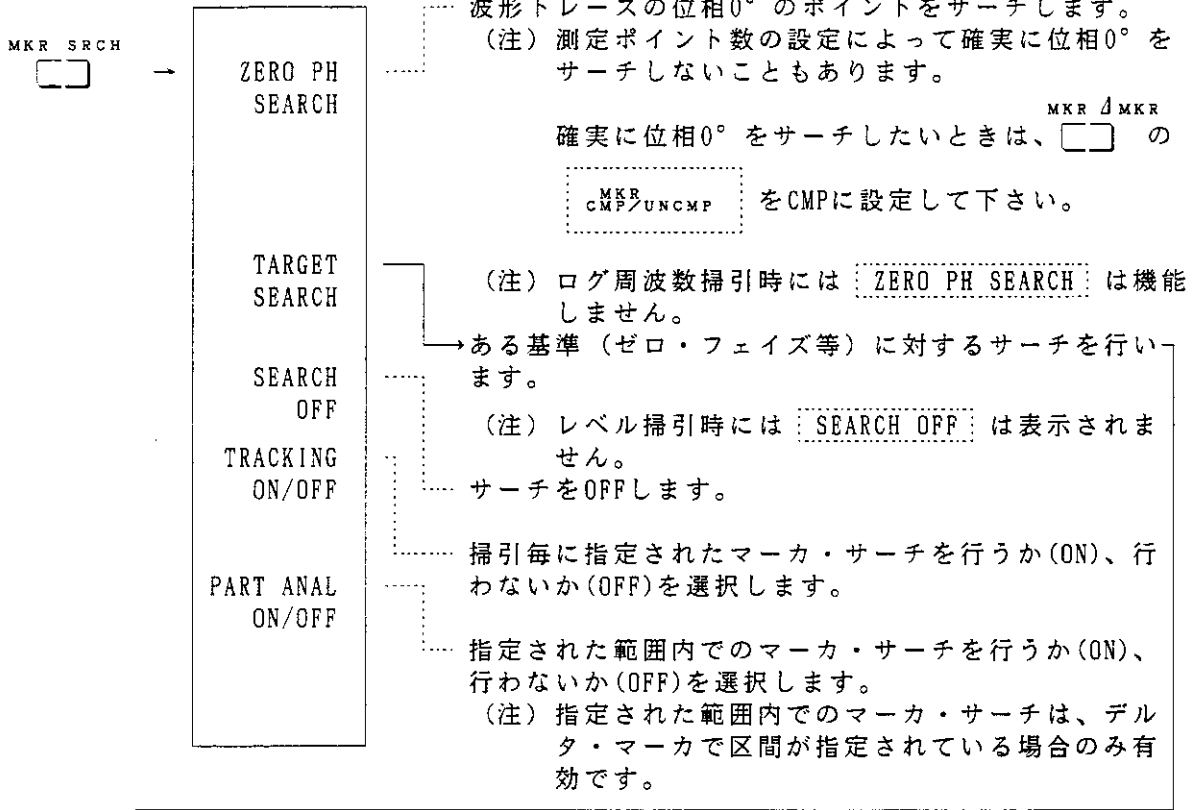 波形トレースの位相0°のポイントをサーチします。
MKR SRCH
(注) 測定ポイント数の設定によって確実に位相0°を
ZERO PH
SEARCH
サーチしないこともあります。
MKR ⊿MKR
確実に位相0°をサーチしたいときは、 の
MKR
CMP/UNCMP をCMPに設定して下さい。
TARGET
SEARCH
(注) ログ周波数掃引時には ZERO PH SEARCH は機能
しません。
ある基準 (ゼロ・フェイズ等) に対するサーチを行い
ます。
SEARCH
OFF
(注) レベル掃引時には SEARCH OFF は表示されま
せん。
TRACKING
ON/OFF
サーチをOFFします。
掃引毎に指定されたマーカ・サーチを行うか(ON)、行
わないか(OFF)を選択します。
PART ANAL
ON/OFF
指定された範囲内でのマーカ・サーチを行うか(ON)、
行わないか(OFF)を選択します。
(注) 指定された範囲内でのマーカ・サーチは、デル
タ・マーカで区間が指定されている場合のみ有
効です。